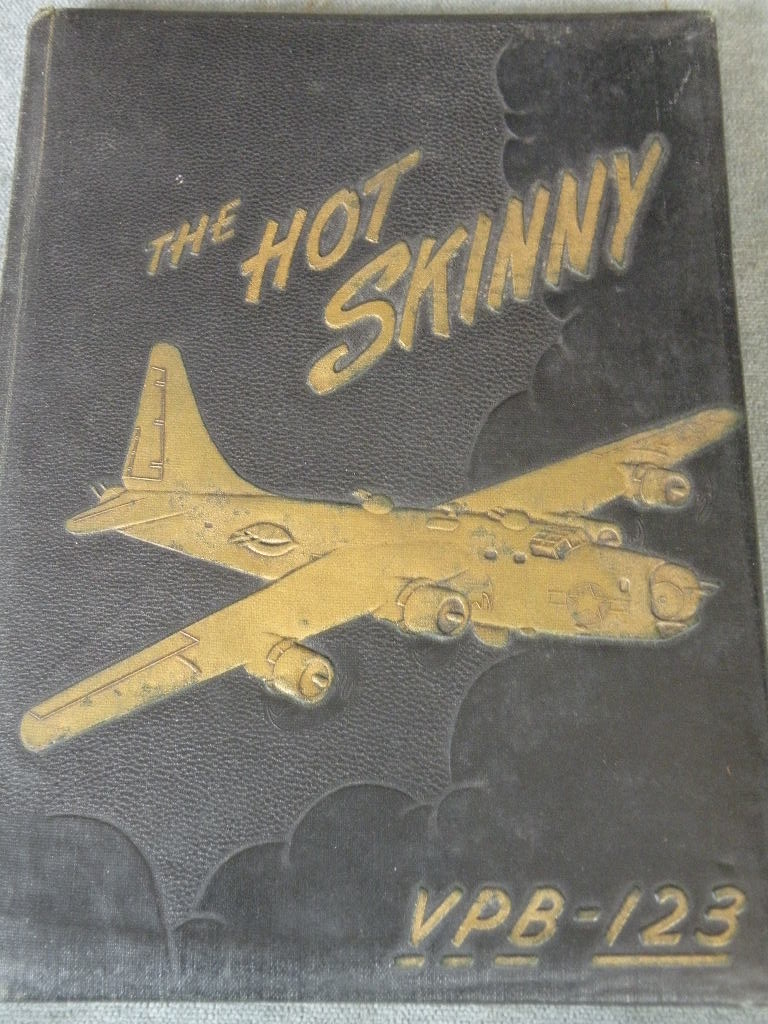 THE HOT
SKINNY
VPB-123